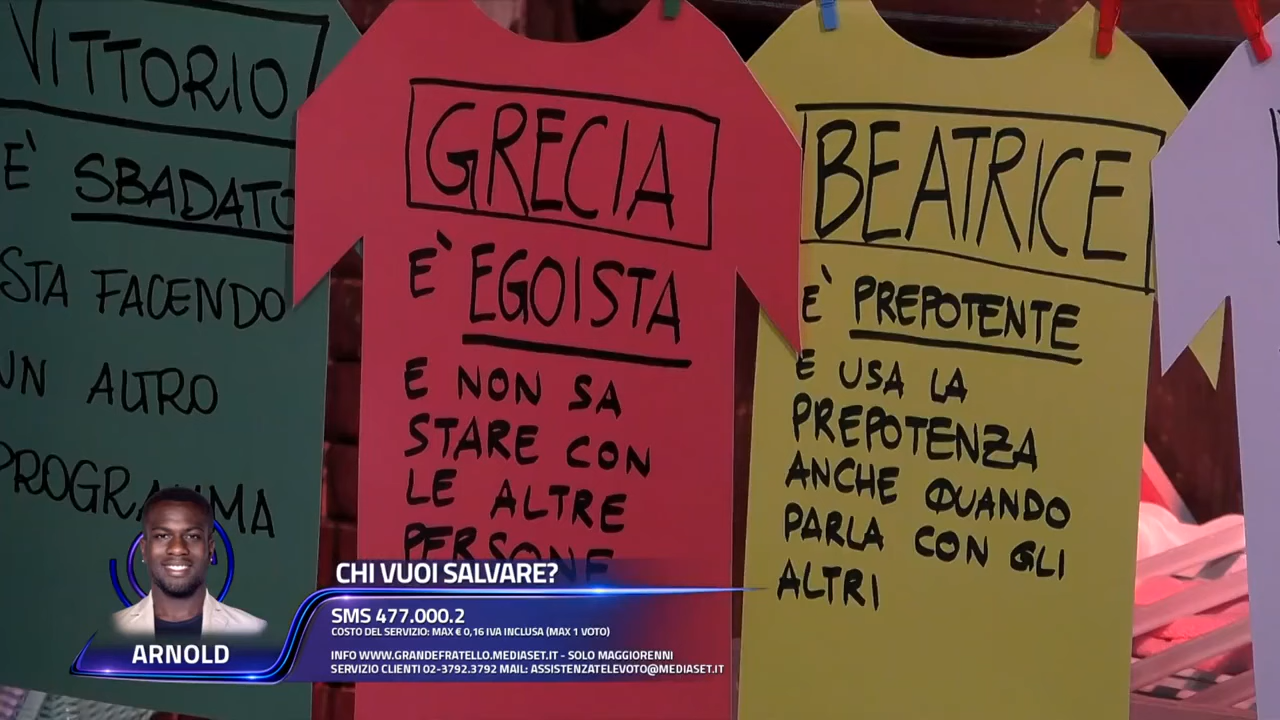 VITTORIO
E' SBADATO
STA FACENDO
UN ALTRO
PROGRAMMA
GRECIA
E' EGOISTA
E NON SA
STARE CON
LE ALTRE
PERSONE
BEATRICE
E' PREPOTENTE
E USA LA
PREPOTENZA
ANCHE QUANDO
PARLA CON GLI
ALTRI
ARNOLD
CHI VUOI SALVARE?
SMS 477.000.2
COSTO DEL SERVIZIO: MAX € 0,16 IVA INCLUSA (MAX 1 VOTO)
INFO WWW.GRANDEFRATELLO.MEDIASET.IT - SOLO MAGGIORENNI
SERVIZIO CLIENTI 02-3792.3792 MAIL: ASSISTENZATELEVOTO@MEDIASET.IT